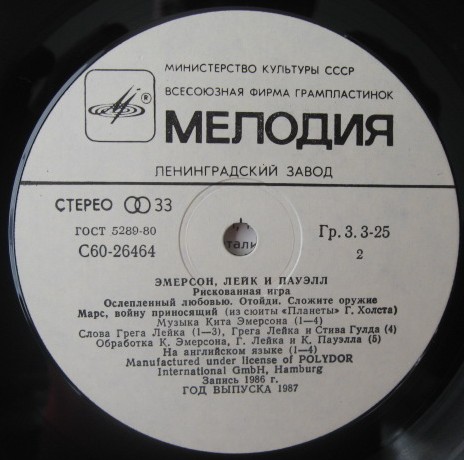 МИНИСТЕРСТВО КУЛЬТУРЫ СССР
ВСЕСОЮЗНАЯ ФИРМА ГРАМПЛАСТИНОК
®
МЕЛОДИЯ
ЛЕНИНГРАДСКИЙ ЗАВОД
СТЕРЕО 33
ГОСТ 5289-80
С60-26464
Гр. 3. 3-25
2
ЭМЕРСОН, ЛЕЙК И ПАУЭЛЛ
Рискованная игра
Ослепленный любовью. Отойди. Сложите оружие
Марс, войну приносящий (из сюиты «Планеты» Г. Холста)
Музыка Кита Эмерсона (1—4)
Слова Грега Лейка (1—3), Грега Лейка и Стива Гулда (4)
Обработка К. Эмерсона, Г. Лейка и К. Пауэлла (5)
На английском языке (1—4)
Manufactured under license of POLYDOR
International GmbH, Hamburg
Запись 1986 г.
ГОД ВЫПУСКА 1987